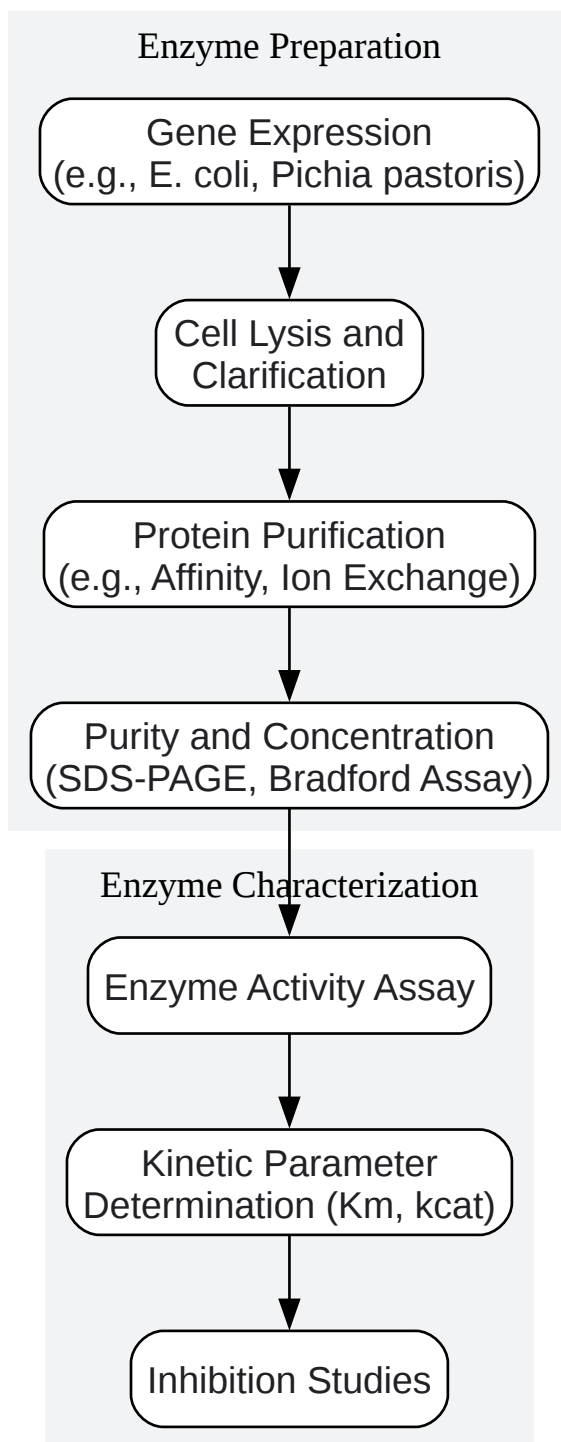 Enzyme Preparation
Gene Expression
(e.g., E. coli, Pichia pastoris)
Cell Lysis and
Clarification
Protein Purification
(e.g., Affinity, Ion Exchange)
Purity and Concentration
(SDS-PAGE, Bradford Assay)
Enzyme Characterization
Enzyme Activity Assay
Kinetic Parameter
Determination (Km, kcat)
Inhibition Studies